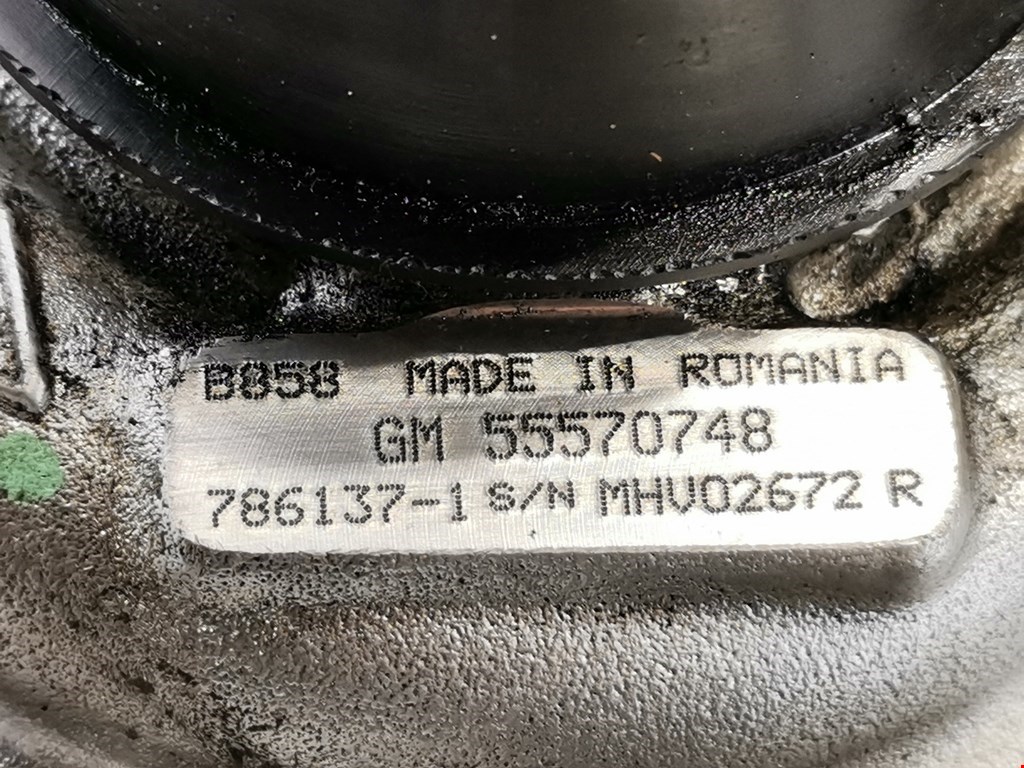 B858 MADE IN ROMANIA
GM 55570748
786137-1 S/N MHV02672 R